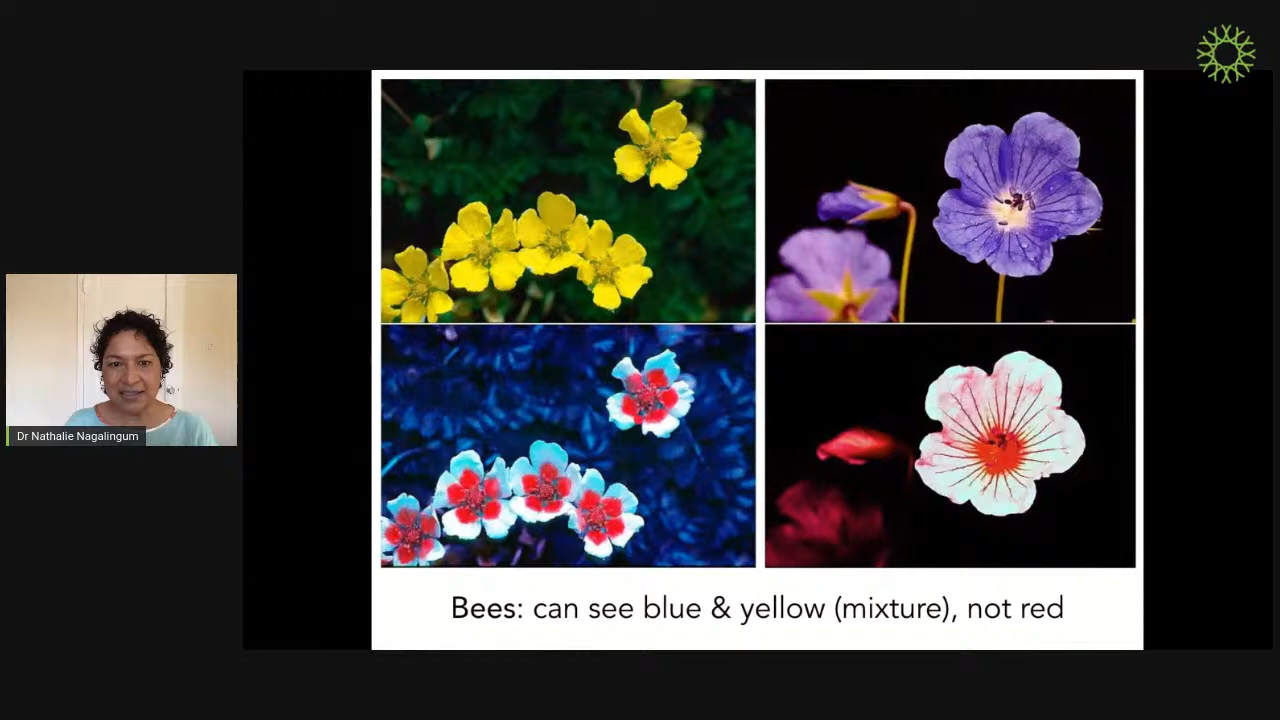 Dr Nathalie Nagalingum
Bees: can see blue & yellow (mixture), not red